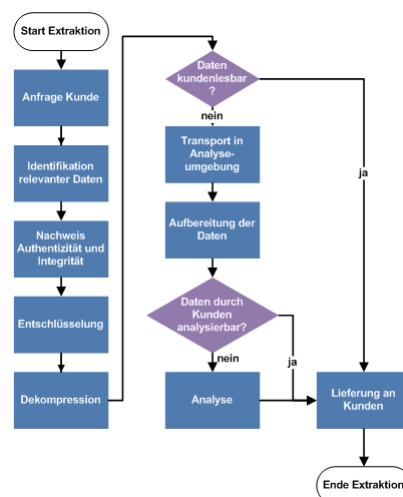 Start Extraktion
Anfrage Kunde
Identifikation
relevanter Daten
Nachweis
Authentizität und
Integrität
Entschlüsselung
Dekompression
Daten
kundenlesbar
?
nein
ja
Transport in
Analyse-
umgebung
Aufbereitung der
Daten
Daten durch
Kunden
analysierbar?
nein
ja
Analyse
Lieferung an
Kunden
Ende Extraktion